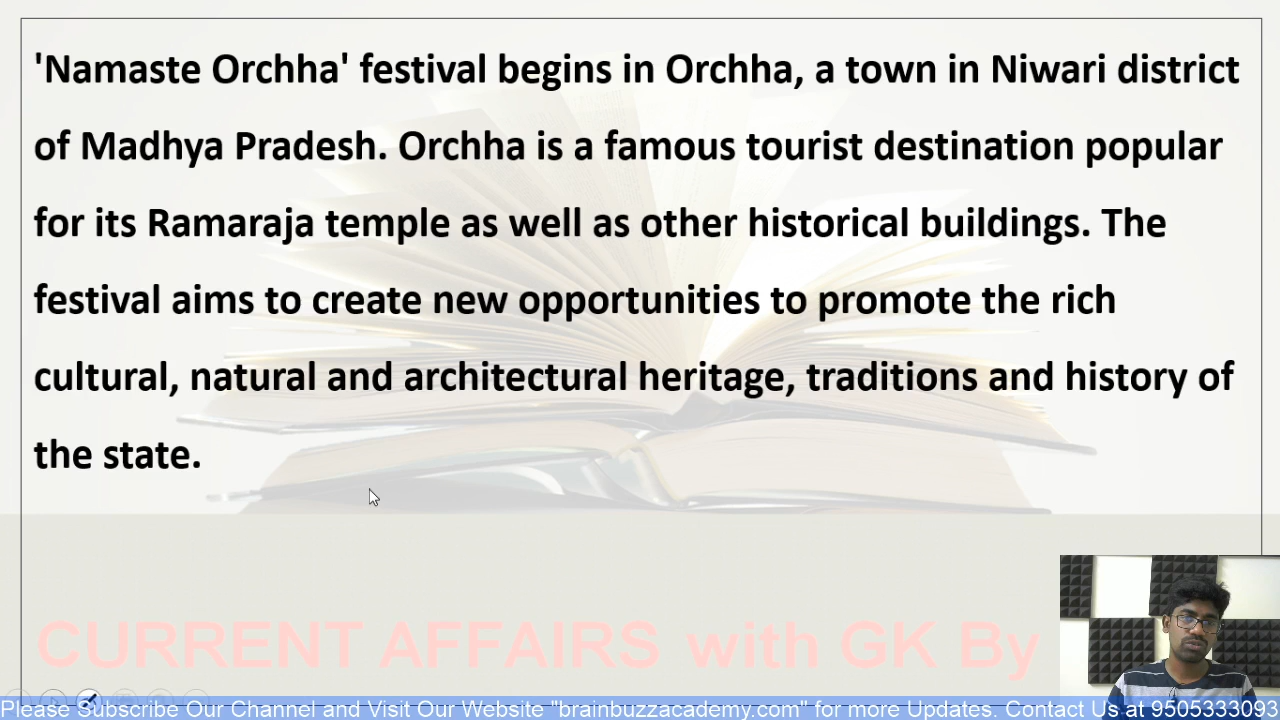 'Namaste Orchha' festival begins in Orchha, a town in Niwari district
of Madhya Pradesh. Orchha is a famous tourist destination popular
for its Ramaraja temple as well as other historical buildings. The
festival aims to create new opportunities to promote the rich
cultural, natural and architectural heritage, traditions and history of
the state.
CURRENT AFFAIRS with GK By
Please Subscribe Our Channel and Visit Our Website "brainbuzzacademy.com" for more Updates. Contact Us at 9505333093